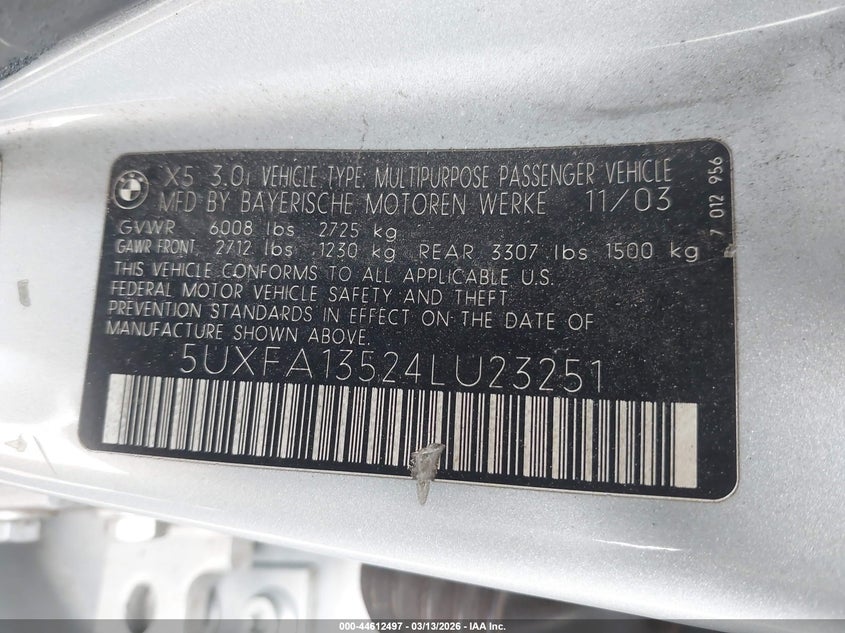 X5 3.0i VEHICLE TYPE: MULTIPURPOSE PASSENGER VEHICLE
MFD BY BAYERISCHE MOTOREN WERKE 11/03
GVWR 6008 lbs 2725 kg
GAWR FRONT: 2712 lbs 1230 kg REAR 3307 lbs 1500 kg
THIS VEHICLE CONFORMS TO ALL APPLICABLE U.S.
FEDERAL MOTOR VEHICLE SAFETY AND THEFT
PREVENTION STANDARDS IN EFFECT ON THE DATE OF
MANUFACTURE SHOWN ABOVE.
5UXFA13524LU23251
7 012 956
000-44612497 - 03/13/2026 - IAA Inc.